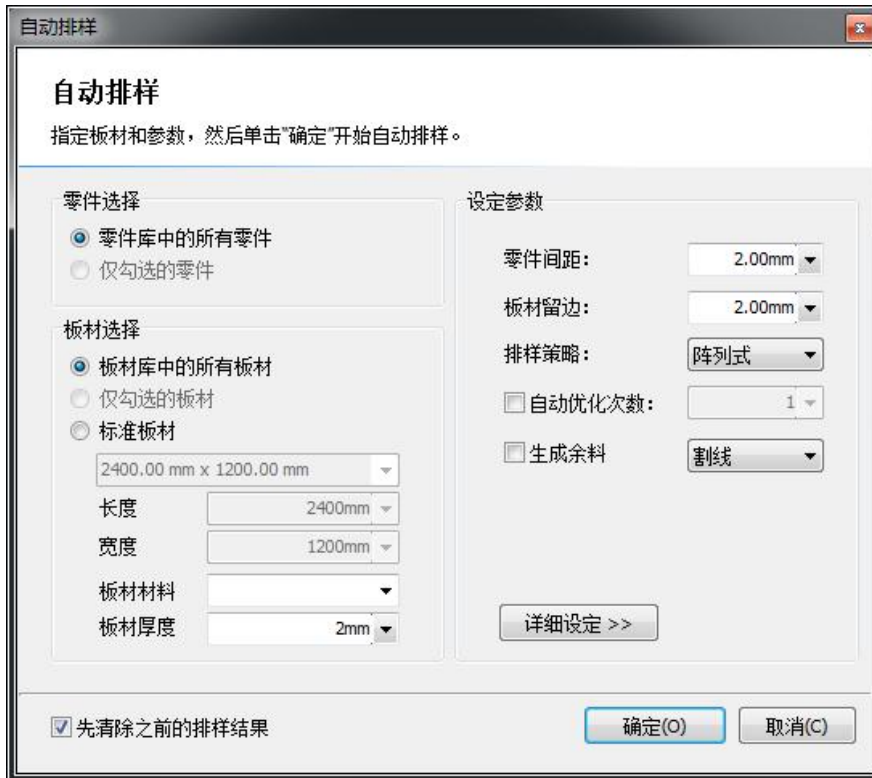 自动排样
自动排样
指定板材和参数，然后单击"确定"开始自动排样。
零件选择
零件库中的所有零件
仅勾选的零件
板材选择
板材库中的所有板材
仅勾选的板材
标准板材
2400.00 mm x 1200.00 mm
长度 2400mm
宽度 1200mm
板材材料
板材厚度 2mm
设定参数
零件间距： 2.00mm
板材留边： 2.00mm
排样策略： 阵列式
自动优化次数： 1
生成余料 割线
详细设定 >>
先清除之前的排样结果
确定(O) 取消(C)